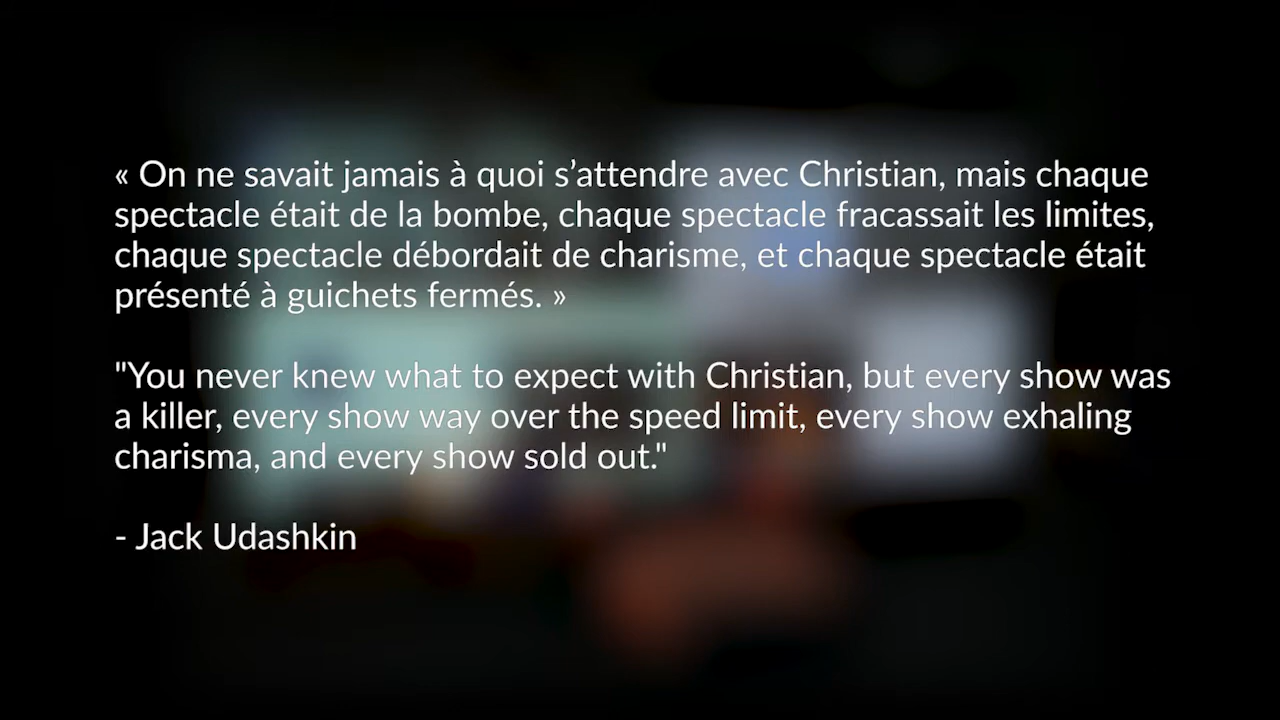 « On ne savait jamais à quoi s’attendre avec Christian, mais chaque
spectacle était de la bombe, chaque spectacle fracassait les limites,
chaque spectacle débordait de charisme, et chaque spectacle était
présenté à guichets fermés. »
"You never knew what to expect with Christian, but every show was
a killer, every show way over the speed limit, every show exhaling
charisma, and every show sold out."
- Jack Udashkin